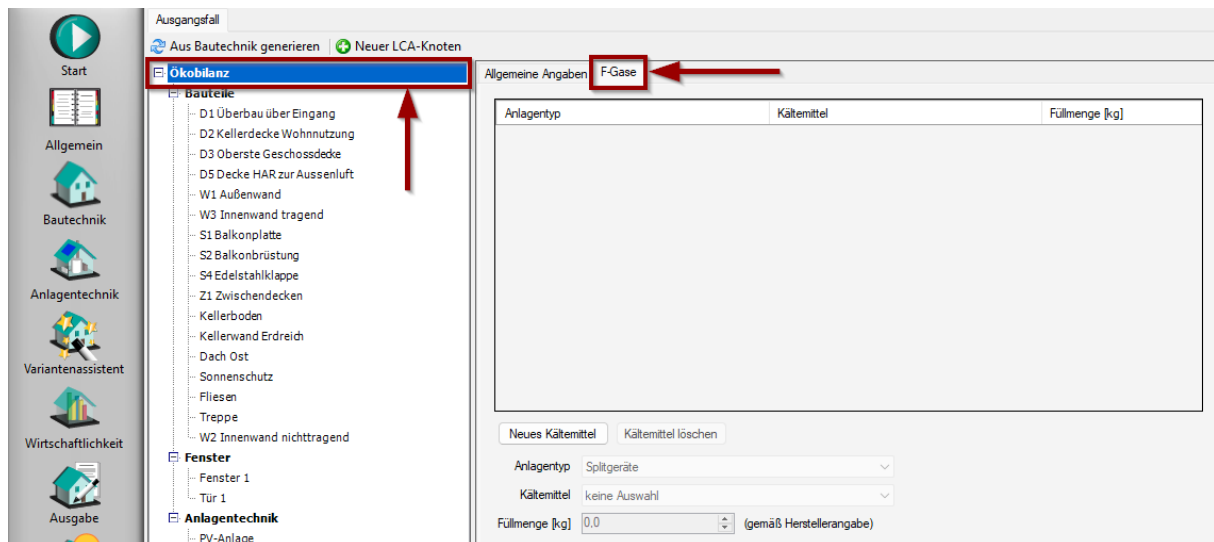 Ausgangsfall
Aus Bautechnik generieren Neuer LCA-Knoten
Start
Allgemein
Bautechnik
Anlagentechnik
Variantenassistent
Wirtschaftlichkeit
Ausgabe
Ökobilanz
Bauteile
D1 Überbau über Eingang
D2 Kellerdecke Wohnnutzung
D3 Oberste Geschossdecke
D5 Decke HAR zur Aussenluft
W1 Außenwand
W3 Innenwand tragend
S1 Balkonplatte
S2 Balkonbrüstung
S4 Edelstahlklappe
Z1 Zwischendecken
Kellerboden
Kellerwand Erdreich
Dach Ost
Sonnenschutz
Fliesen
Treppe
W2 Innenwand nichttragend
Fenster
Fenster 1
Tür 1
Anlagentechnik
PV-Anlage
Allgemeine Angaben F-Gase
Anlagentyp Kältemittel Füllmenge [kg]
Neues Kältemittel Kältemittel löschen
Anlagentyp Splitgeräte
Kältemittel keine Auswahl
Füllmenge [kg] 0,0 (gemäß Herstellerangabe)